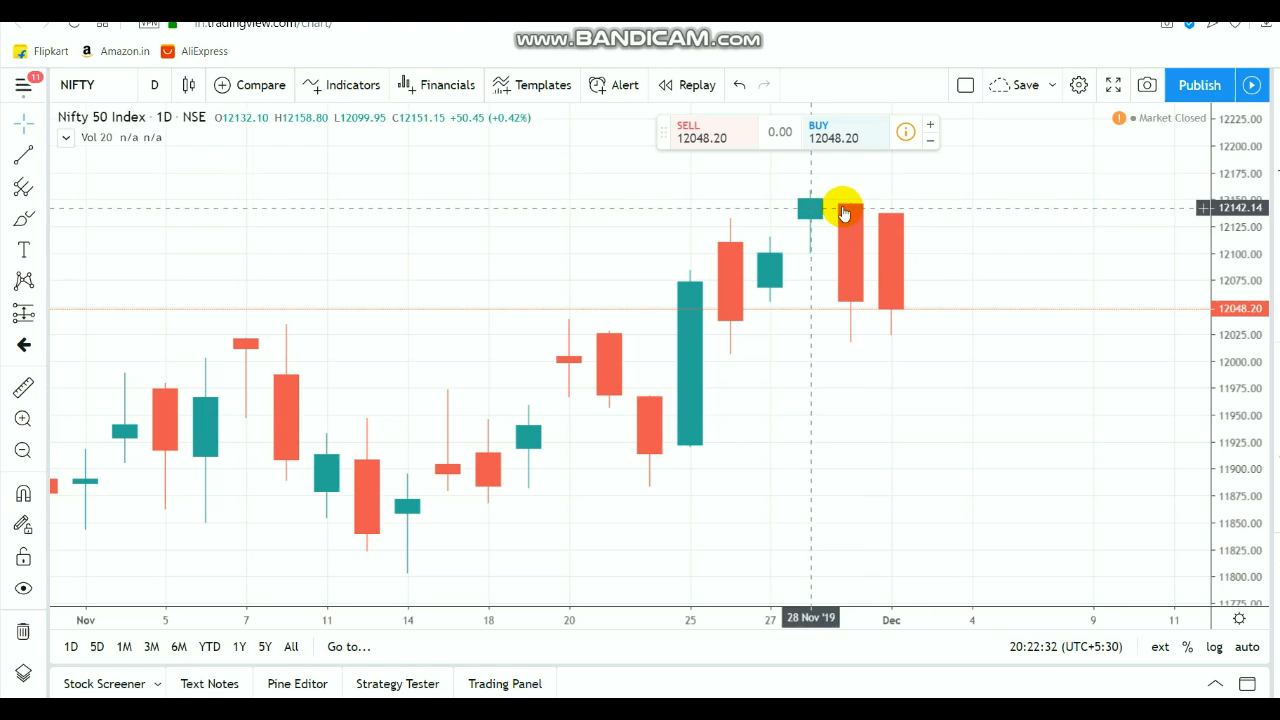 in.tradingview.com/chart/
VPN
www.BANDICAM.com
Flipkart
Amazon.in
AliExpress
11
NIFTY
D
Compare
Indicators
Financials
Templates
Alert
Replay
Save
Publish
Nifty 50 Index · 1D · NSE O12132.10 H12158.80 L12099.95 C12151.15 +50.45 (+0.42%)
Vol 20 n/a n/a
SELL
12048.20
0.00
BUY
12048.20
+
−
Market Closed
12225.00
12200.00
12175.00
12142.14
12125.00
12100.00
12075.00
12048.20
12025.00
12000.00
11975.00
11950.00
11925.00
11900.00
11875.00
11850.00
11825.00
11800.00
11775.00
Nov 5 7 11 14 18 20 25 27 28 Nov '19 Dec 4 9 11
1D 5D 1M 3M 6M YTD 1Y 5Y All Go to...
20:22:32 (UTC+5:30) ext % log auto
Stock Screener Text Notes Pine Editor Strategy Tester Trading Panel